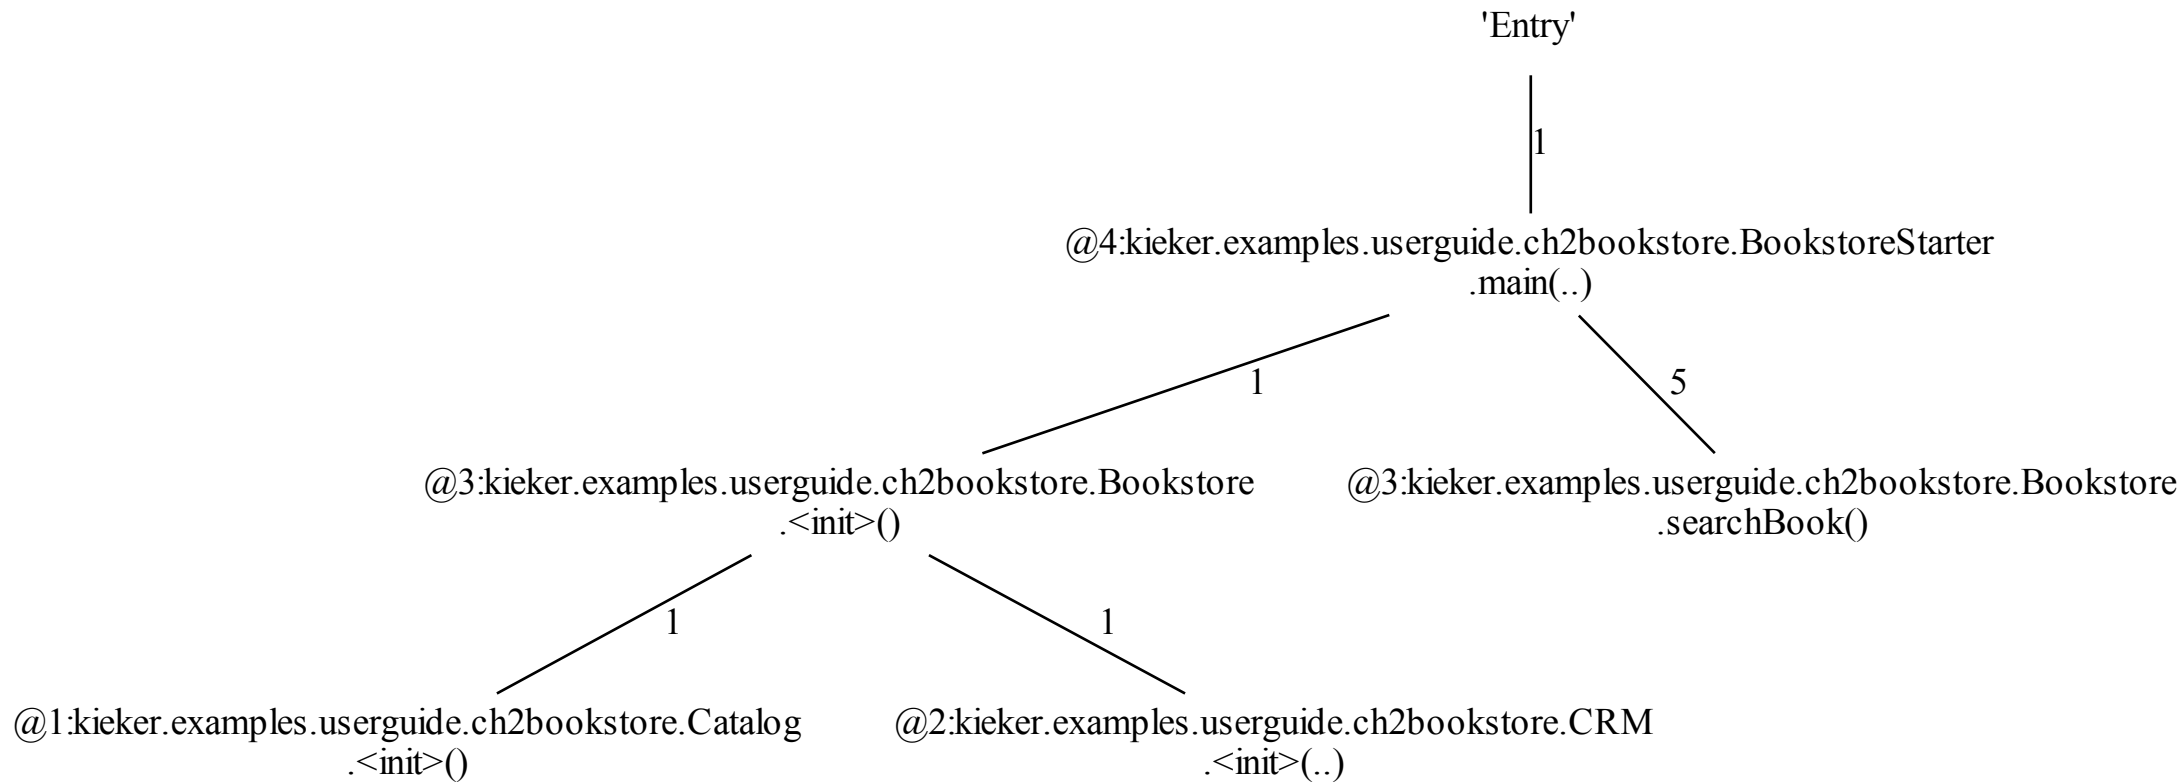 'Entry'
1
@4:kieker.examples.userguide.ch2bookstore.BookstoreStarter
.main(..)
1
5
@3:kieker.examples.userguide.ch2bookstore.Bookstore
.<init>()
@3:kieker.examples.userguide.ch2bookstore.Bookstore
.searchBook()
1
1
@1:kieker.examples.userguide.ch2bookstore.Catalog
.<init>()
@2:kieker.examples.userguide.ch2bookstore.CRM
.<init>(..)